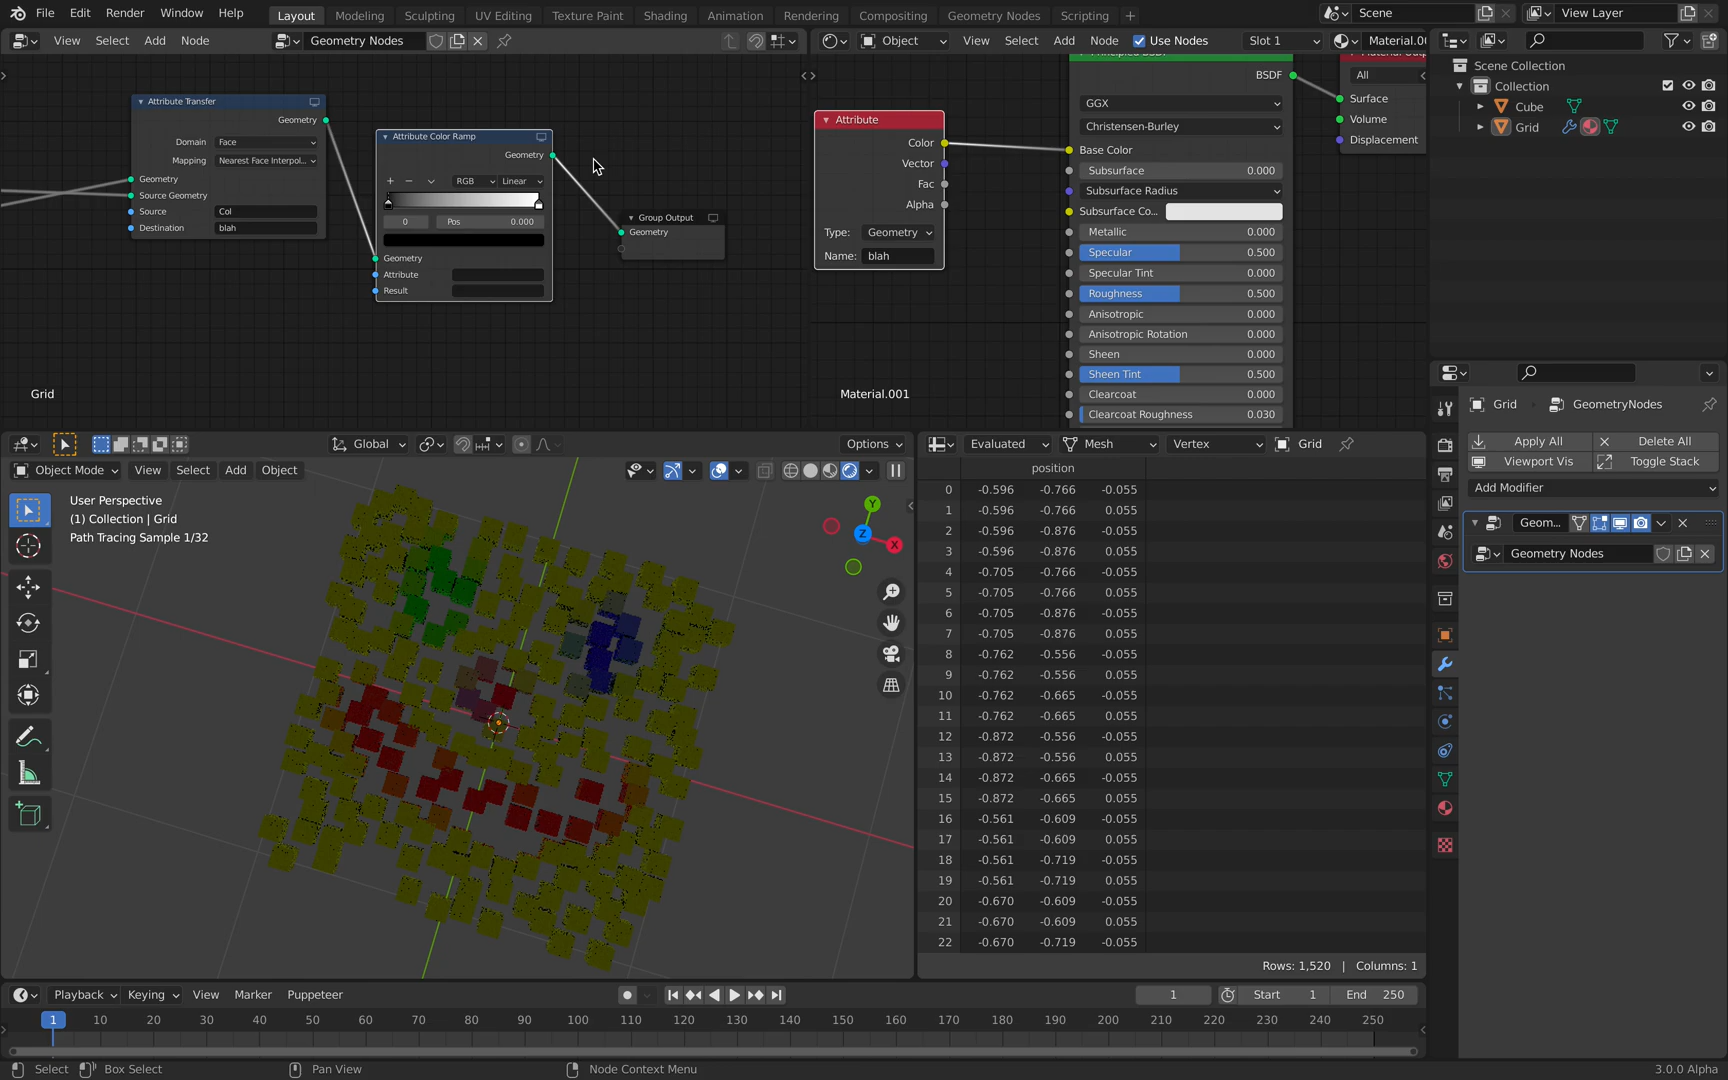 File Edit Render Window Help Layout Modeling Sculpting UV Editing Texture Paint Shading Animation Rendering Compositing Geometry Nodes Scripting + Scene View Layer
View Select Add Node Geometry Nodes
Object View Select Add Node Use Nodes Slot 1 Material.00
Attribute Transfer
Geometry
Domain Face
Mapping Nearest Face Interpol...
Geometry
Source Geometry
Source Col
Destination blah
Attribute Color Ramp
Geometry
RGB Linear
0 Pos 0.000
Geometry
Attribute
Result
Group Output
Geometry
Grid
Attribute
Color
Vector
Fac
Alpha
Type: Geometry
Name: blah
BSDF
GGX
Christensen-Burley
Base Color
Subsurface 0.000
Subsurface Radius
Subsurface Co...
Metallic 0.000
Specular 0.500
Specular Tint 0.000
Roughness 0.500
Anisotropic 0.000
Anisotropic Rotation 0.000
Sheen 0.000
Sheen Tint 0.500
Clearcoat 0.000
Clearcoat Roughness 0.030
All
Surface
Volume
Displacement
Material.001
Scene Collection
Collection
Cube
Grid
Grid GeometryNodes
Apply All Delete All
Viewport Vis Toggle Stack
Add Modifier
Geom...
Geometry Nodes
Global Options
Object Mode View Select Add Object
User Perspective
(1) Collection | Grid
Path Tracing Sample 1/32
Y
Z
X
Evaluated Mesh Vertex Grid
position
0 -0.596 -0.766 -0.055
1 -0.596 -0.766 0.055
2 -0.596 -0.876 -0.055
3 -0.596 -0.876 0.055
4 -0.705 -0.766 -0.055
5 -0.705 -0.766 0.055
6 -0.705 -0.876 -0.055
7 -0.705 -0.876 0.055
8 -0.762 -0.556 -0.055
9 -0.762 -0.556 0.055
10 -0.762 -0.665 -0.055
11 -0.762 -0.665 0.055
12 -0.872 -0.556 -0.055
13 -0.872 -0.556 0.055
14 -0.872 -0.665 -0.055
15 -0.872 -0.665 0.055
16 -0.561 -0.609 -0.055
17 -0.561 -0.609 0.055
18 -0.561 -0.719 -0.055
19 -0.561 -0.719 0.055
20 -0.670 -0.609 -0.055
21 -0.670 -0.609 0.055
22 -0.670 -0.719 -0.055
Rows: 1,520 | Columns: 1
Playback Keying View Marker Puppeteer 1 Start 1 End 250
1 10 20 30 40 50 60 70 80 90 100 110 120 130 140 150 160 170 180 190 200 210 220 230 240 250
Select Box Select Pan View Node Context Menu 3.0.0 Alpha